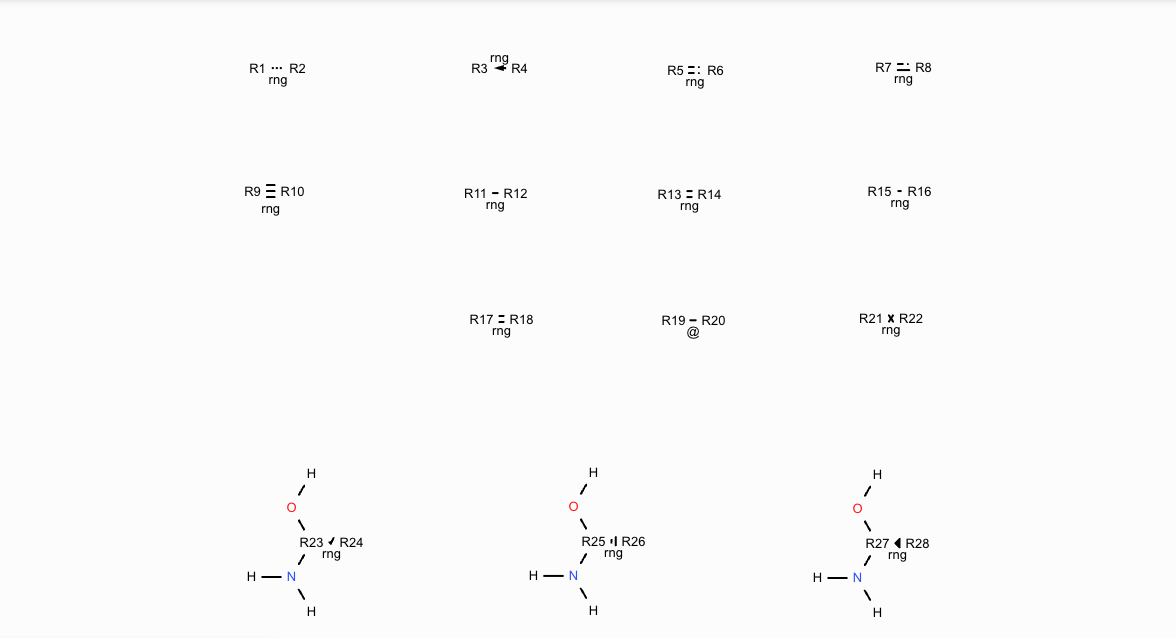 R1 R2
rng
rng
R3 R4
R5 R6
rng
R7 R8
rng
R9 R10
rng
R11 R12
rng
R13 R14
rng
R15 R16
rng
R17 R18
rng
R19 R20
@
R21 R22
rng
H
O
R23 R24
rng
H N
H
H
O
R25 R26
rng
H N
H
H
O
R27 R28
rng
H N
H